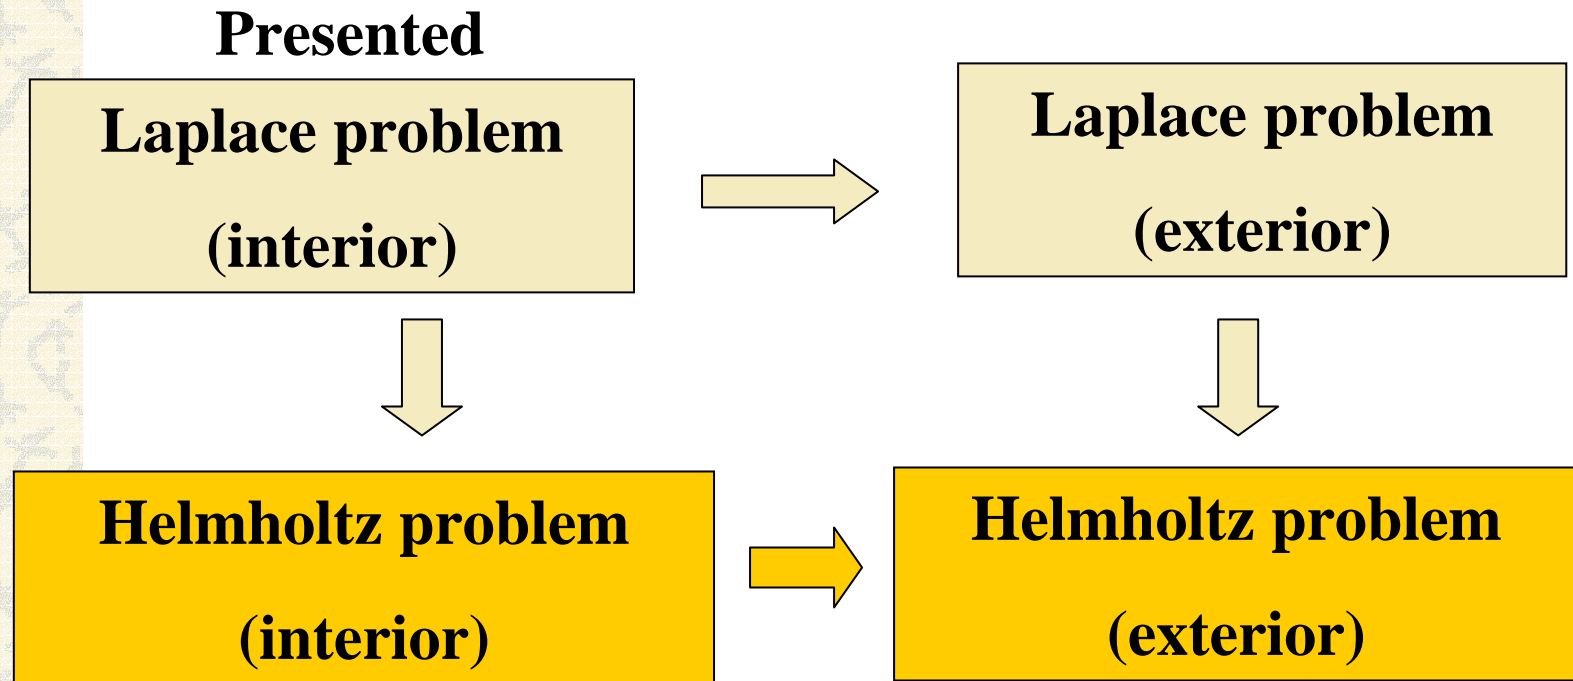 Presented
Laplace problem
(interior)
Laplace problem
(exterior)
Helmholtz problem
(interior)
Helmholtz problem
(exterior)